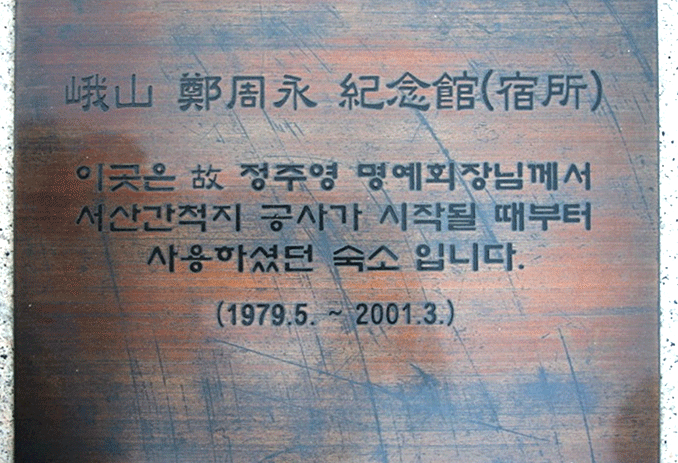 峨山 鄭周永 紀念館(宿所)
이곳은 故 정주영 명예회장님께서
서산간척지 공사가 시작될 때부터
사용하셨던 숙소 입니다.
(1979.5. ~ 2001.3.)